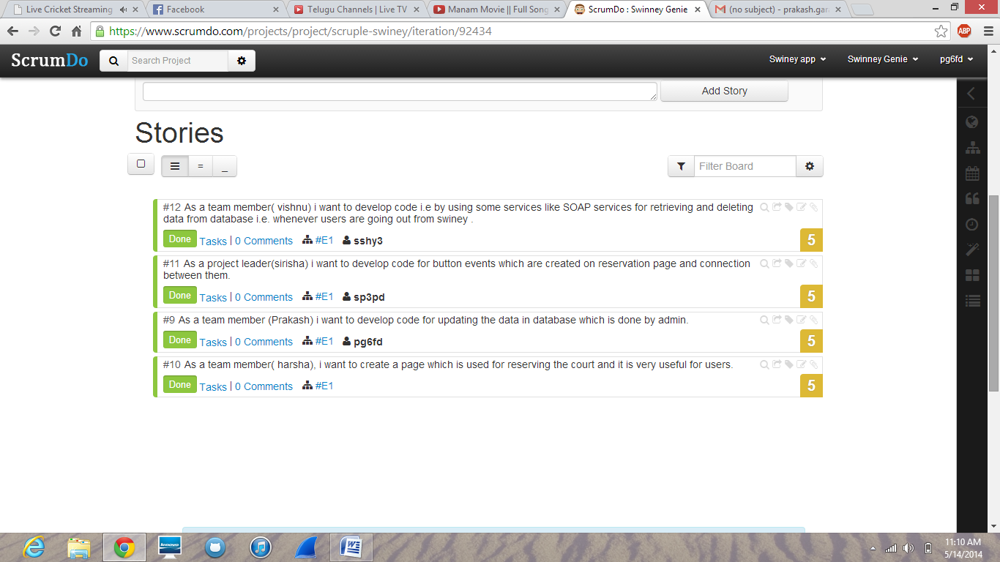 Live Cricket Streaming
Facebook
Telugu Channels | Live TV
Manam Movie || Full Song
ScrumDo : Swinney Genie
(no subject) - prakash.gar
https://www.scrumdo.com/projects/project/scruple-swiney/iteration/92434
ABP
ScrumDo
Search Project
Swiney app
Swinney Genie
pg6fd
Add Story
Stories
=
_
Filter Board
#12 As a team member( vishnu) i want to develop code i.e by using some services like SOAP services for retrieving and deleting
data from database i.e. whenever users are going out from swiney .
Done Tasks | 0 Comments #E1 sshy3 5
#11 As a project leader(sirisha) i want to develop code for button events which are created on reservation page and connection
between them.
Done Tasks | 0 Comments #E1 sp3pd 5
#9 As a team member (Prakash) i want to develop code for updating the data in database which is done by admin.
Done Tasks | 0 Comments #E1 pg6fd 5
#10 As a team member( harsha), i want to create a page which is used for reserving the court and it is very useful for users.
Done Tasks | 0 Comments #E1 5
lenovo
11:10 AM
5/14/2014